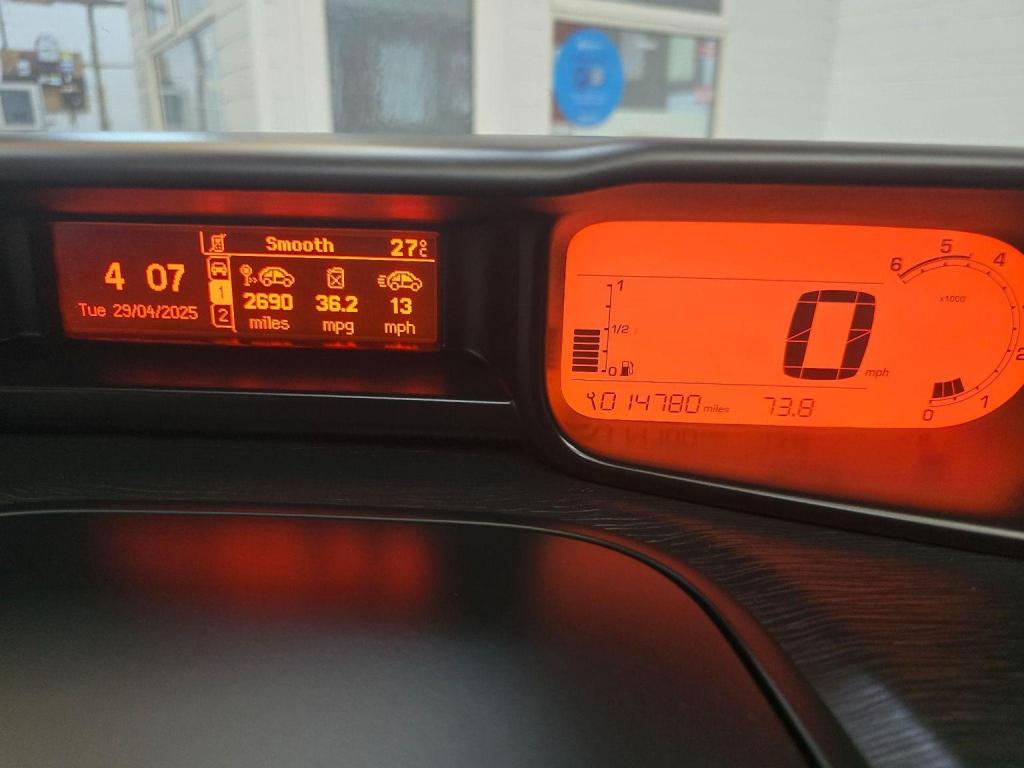 Smooth 27°C
4 07
Tue 29/04/2025
1
2
2690 36.2 13
miles mpg mph
1
1/2
0
0 mph
6 5 4 2 1 0
x1000
014780 miles 73.8